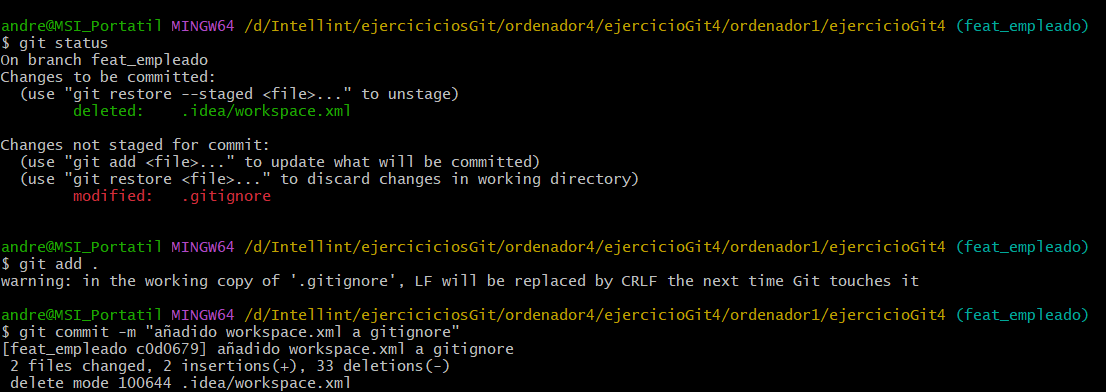 andre@MSI_Portatil MINGW64 /d/Intellint/ejerciciciosGit/ordenador4/ejercicioGit4/ordenador1/ejercicioGit4 (feat_empleado)
$ git status
On branch feat_empleado
Changes to be committed:
  (use "git restore --staged <file>..." to unstage)
        deleted:    .idea/workspace.xml

Changes not staged for commit:
  (use "git add <file>..." to update what will be committed)
  (use "git restore <file>..." to discard changes in working directory)
        modified:   .gitignore

andre@MSI_Portatil MINGW64 /d/Intellint/ejerciciciosGit/ordenador4/ejercicioGit4/ordenador1/ejercicioGit4 (feat_empleado)
$ git add .
warning: in the working copy of '.gitignore', LF will be replaced by CRLF the next time Git touches it

andre@MSI_Portatil MINGW64 /d/Intellint/ejerciciciosGit/ordenador4/ejercicioGit4/ordenador1/ejercicioGit4 (feat_empleado)
$ git commit -m "añadido workspace.xml a gitignore"
[feat_empleado c0d0679] añadido workspace.xml a gitignore
 2 files changed, 2 insertions(+), 33 deletions(-)
 delete mode 100644 .idea/workspace.xml